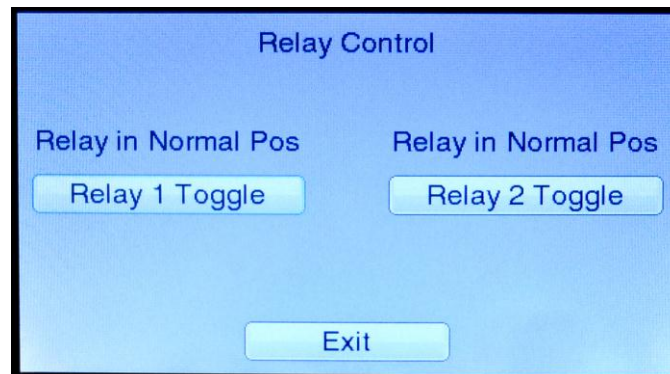 Relay Control
Relay in Normal Pos Relay in Normal Pos
Relay 1 Toggle Relay 2 Toggle
Exit